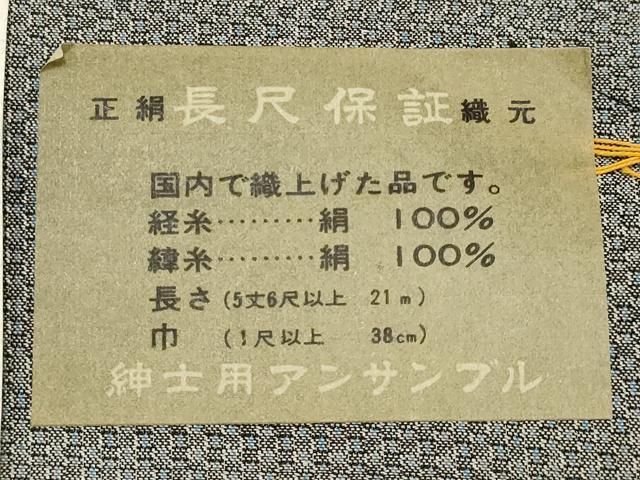 正絹 長尺保証 織元
国内で織上げた品です。
経糸………絹 100%
緯糸………絹 100%
長さ(5丈6尺以上 21m)
巾 (1尺以上 38cm)
紳士用アンサンブル